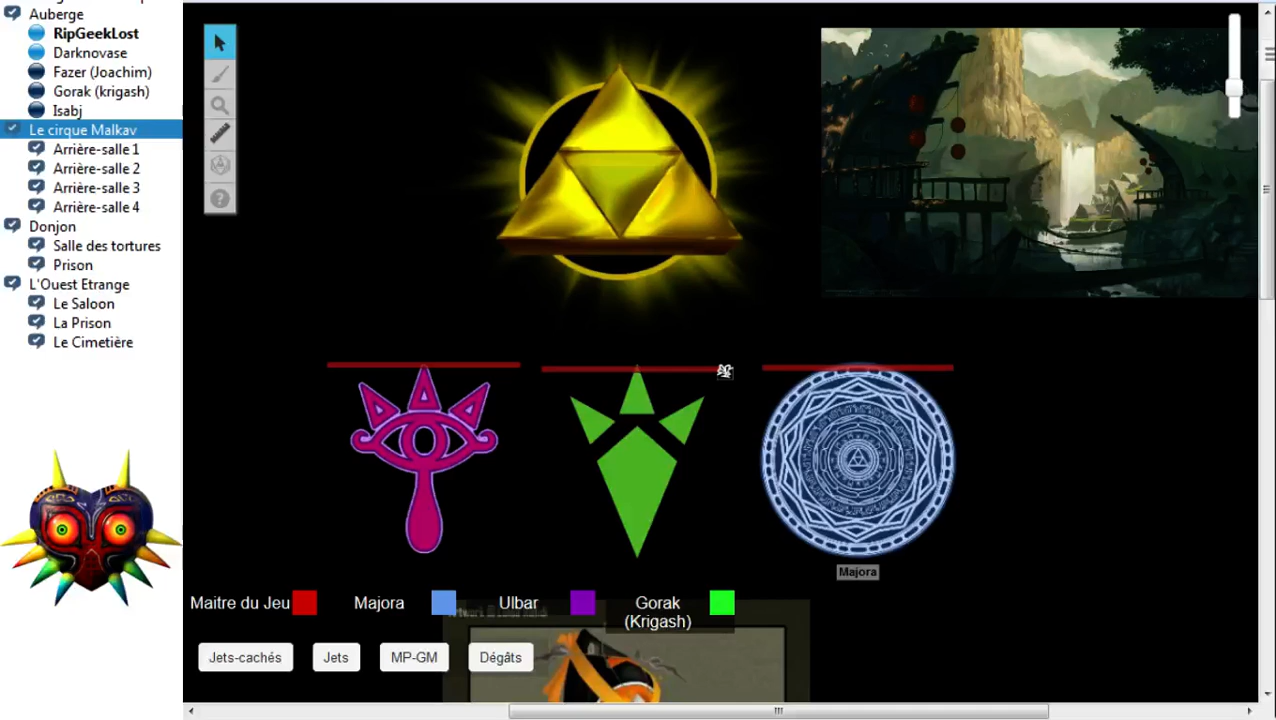 Auberge
RipGeekLost
Darknovase
Fazer (Joachim)
Gorak (krigash)
Isabj
Le cirque Malkav
Arrière-salle 1
Arrière-salle 2
Arrière-salle 3
Arrière-salle 4
Donjon
Salle des tortures
Prison
L'Ouest Etrange
Le Saloon
La Prison
Le Cimetière
Majora
Maitre du Jeu
Majora
Ulbar
Gorak
(Krigash)
Jets-cachés
Jets
MP-GM
Dégâts